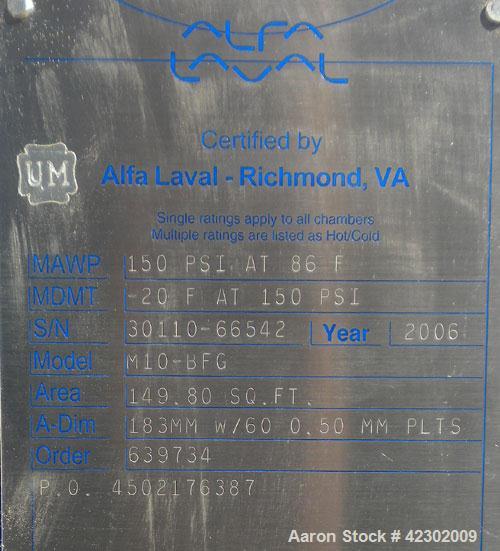 ALFA
LAVAL
Certified by
UM
Alfa Laval - Richmond, VA
Single ratings apply to all chambers
Multiple ratings are listed as Hot/Cold
MAWP 150 PSI AT 86 F
MDMT -20 F AT 150 PSI
S/N 30110-66542 Year 2006
Model M10-BFG
Area 149.80 SQ.FT.
A-Dim 183MM W/60 0.50 MM PLTS
Order 639734
P.O. 4502176387
Aaron Stock # 42302009